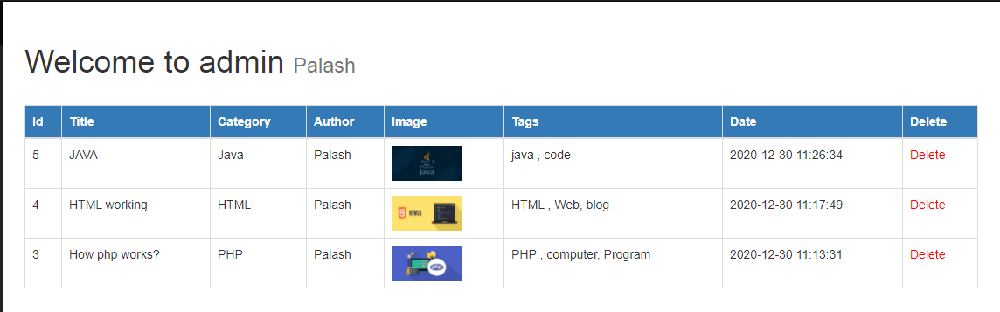 Welcome to admin Palash
Id Title Category Author Image Tags Date Delete
5 JAVA Java Palash Java java , code 2020-12-30 11:26:34 Delete
4 HTML working HTML Palash HTML5 HTML , Web, blog 2020-12-30 11:17:49 Delete
3 How php works? PHP Palash PHP , computer, Program 2020-12-30 11:13:31 Delete